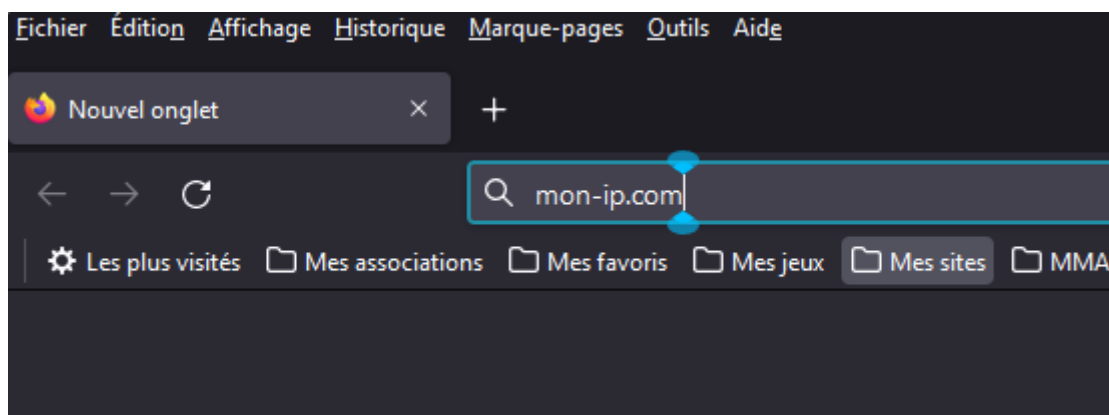 Fichier Édition Affichage Historique Marque-pages Outils Aide
Nouvel onglet
mon-ip.com
Les plus visités Mes associations Mes favoris Mes jeux Mes sites MMA